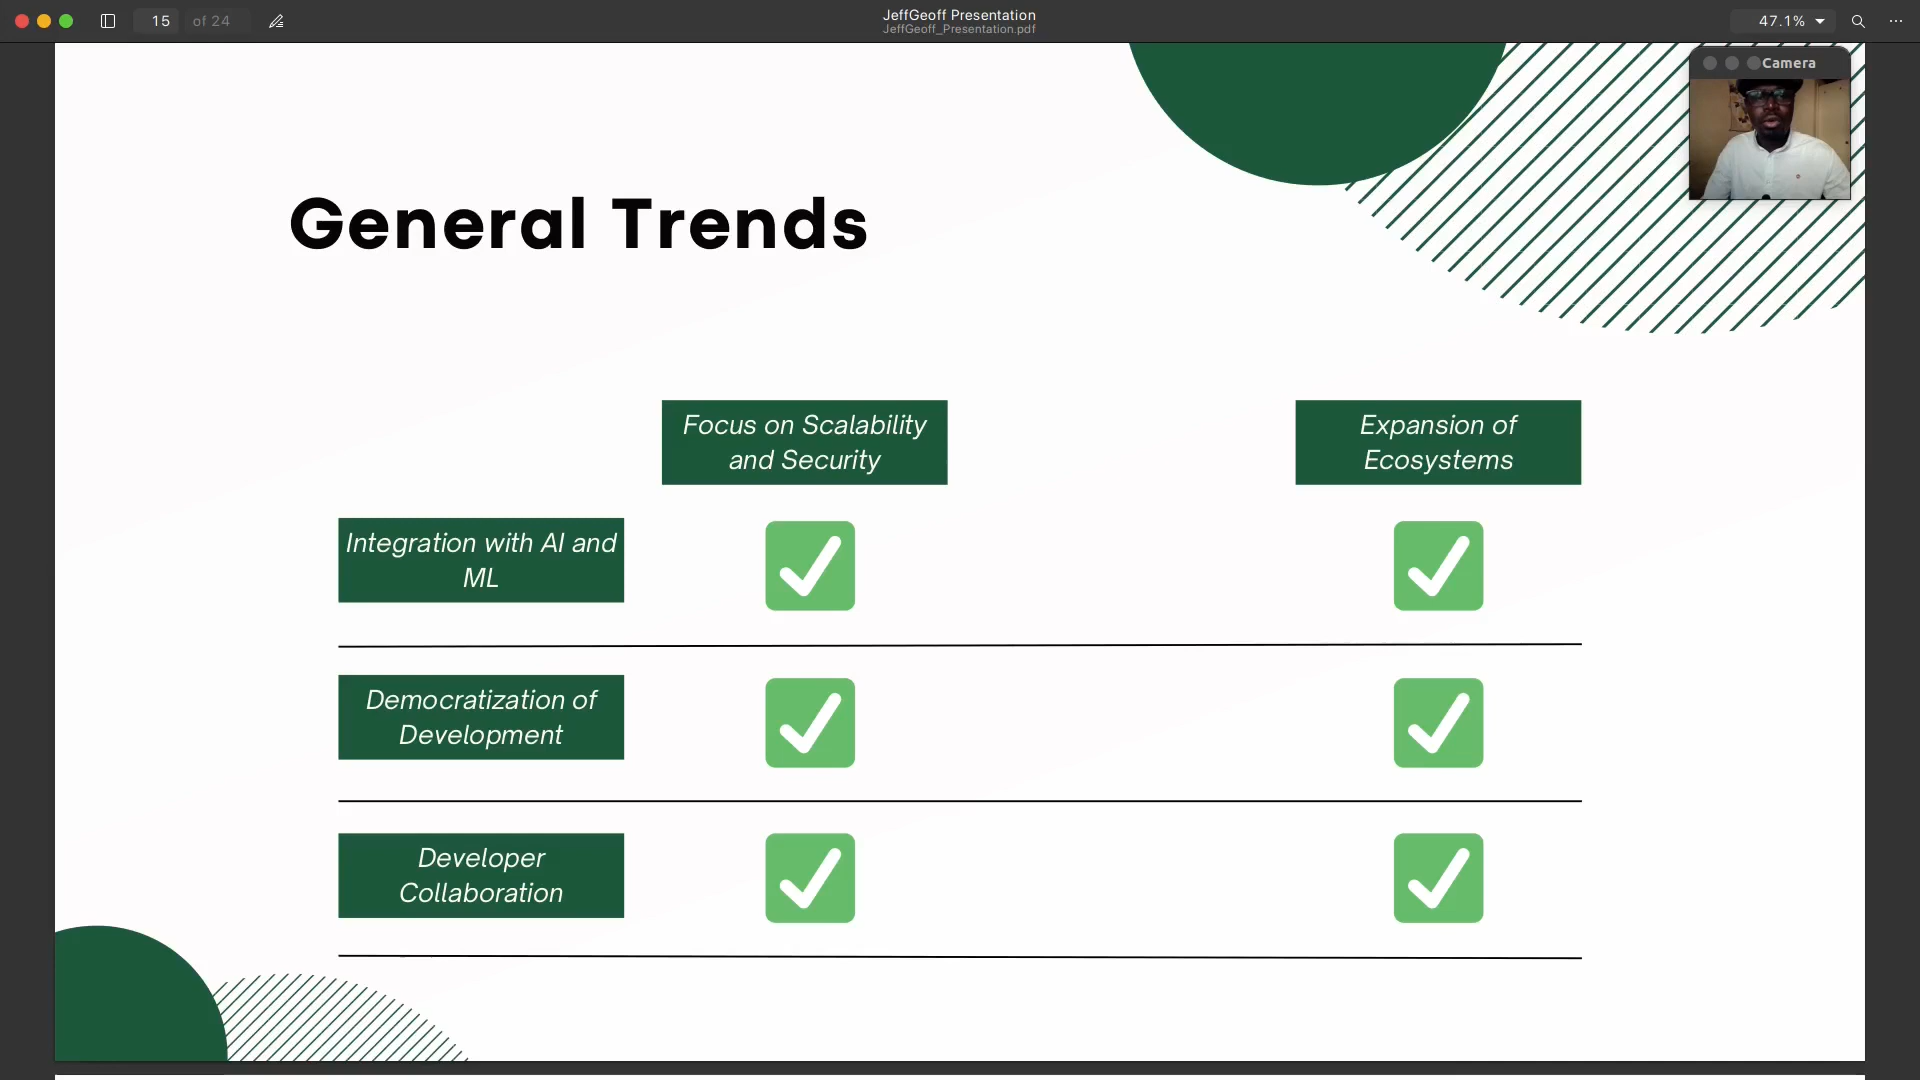 15
of 24
JeffGeoff Presentation
JeffGeoff_Presentation.pdf
47.1%
Camera
General Trends
Focus on Scalability
and Security
Expansion of
Ecosystems
Integration with AI and
ML
Democratization of
Development
Developer
Collaboration